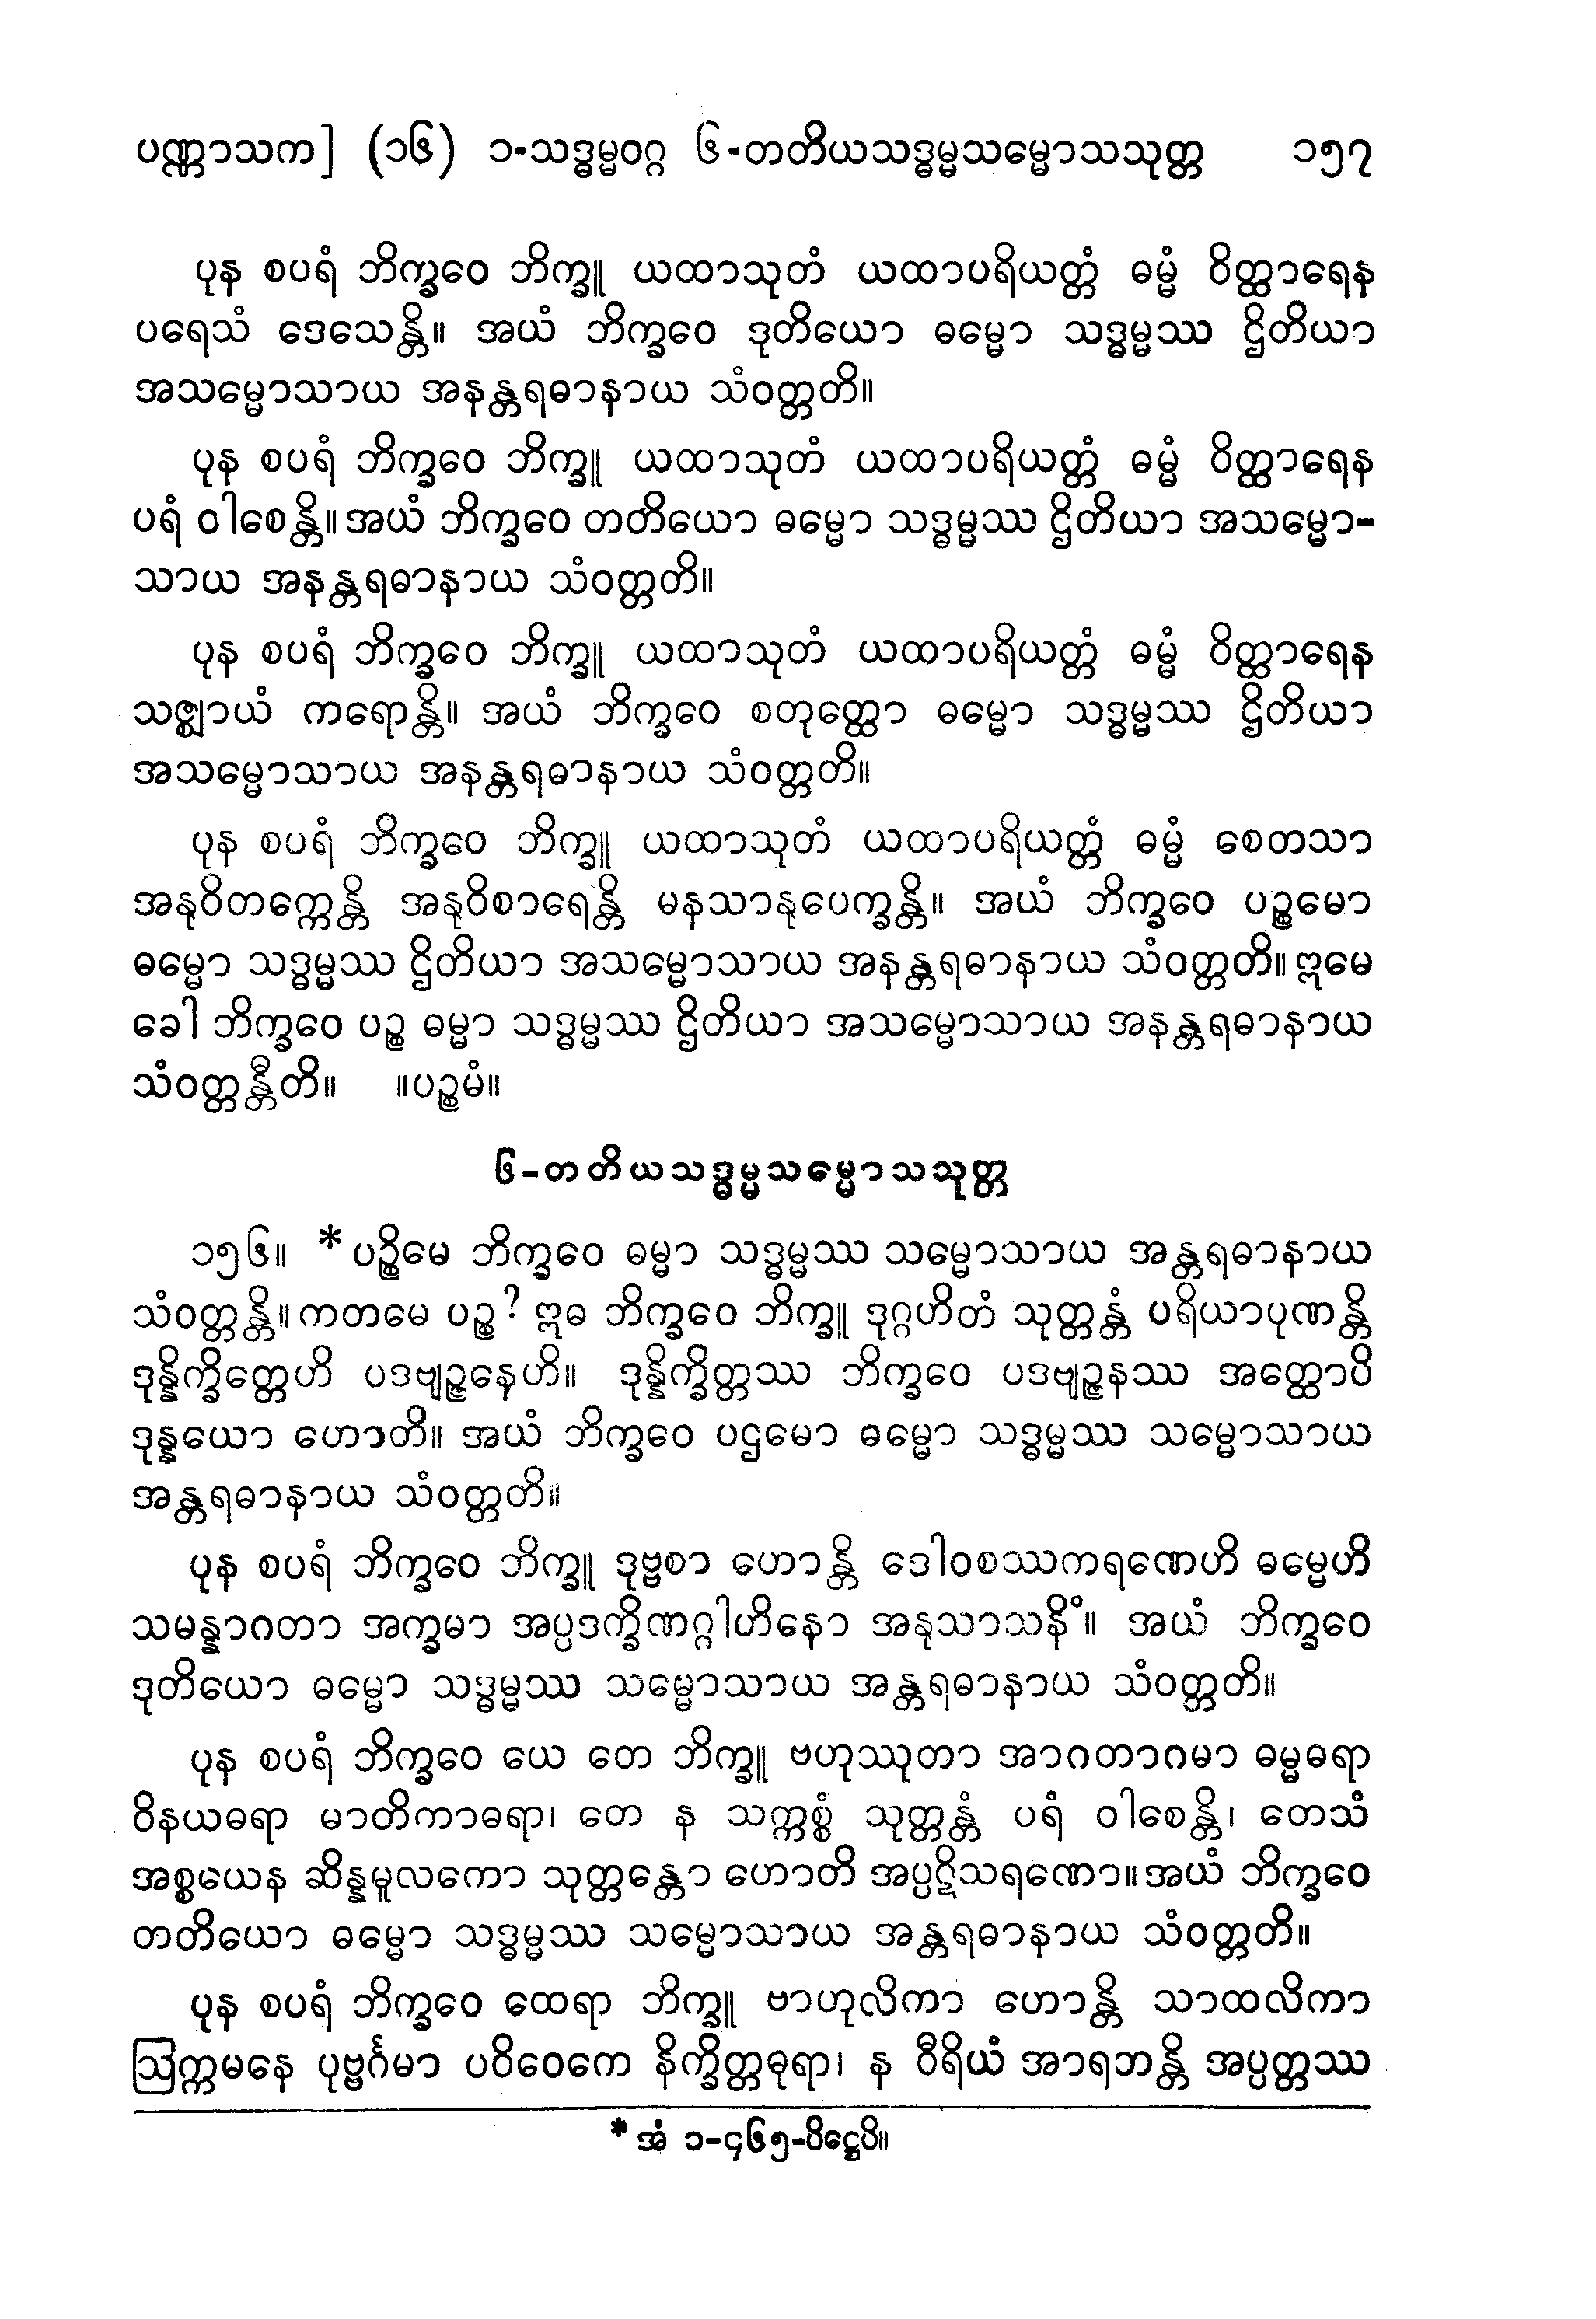 ပဏ္ဏာသက] (၁၆) ၁-သဒ္ဓမ္မဝဂ္ဂ ၆-တတိယသဒ္ဓမ္မသမ္မောသသုတ္တ ၁၅၇
ပုန စပရံ ဘိက္ခဝေ ဘိက္ခူ ယထာသုတံ ယထာပရိယတ္တံ ဓမ္မံ ဝိတ္ထာရေန
ပရေသံ ဒေသေန္တိ။ အယံ ဘိက္ခဝေ ဒုတိယော ဓမ္မော သဒ္ဓမ္မဿ ဌိတိယာ
အသမ္မောသာယ အနန္တရဓာနာယ သံဝတ္တတိ။
ပုန စပရံ ဘိက္ခဝေ ဘိက္ခူ ယထာသုတံ ယထာပရိယတ္တံ ဓမ္မံ ဝိတ္ထာရေန
ပရံ ဝါစေန္တိ။ အယံ ဘိက္ခဝေ တတိယော ဓမ္မော သဒ္ဓမ္မဿ ဌိတိယာ အသမ္မော-
သာယ အနန္တရဓာနာယ သံဝတ္တတိ။
ပုန စပရံ ဘိက္ခဝေ ဘိက္ခူ ယထာသုတံ ယထာပရိယတ္တံ ဓမ္မံ ဝိတ္ထာရေန
သဇ္ဈာယံ ကရောန္တိ။ အယံ ဘိက္ခဝေ စတုတ္ထော ဓမ္မော သဒ္ဓမ္မဿ ဌိတိယာ
အသမ္မောသာယ အနန္တရဓာနာယ သံဝတ္တတိ။
ပုန စပရံ ဘိက္ခဝေ ဘိက္ခူ ယထာသုတံ ယထာပရိယတ္တံ ဓမ္မံ စေတသာ
အနုဝိတက္ကေန္တိ အနုဝိစာရေန္တိ မနသာနုပေက္ခန္တိ။ အယံ ဘိက္ခဝေ ပဉ္စမော
ဓမ္မော သဒ္ဓမ္မဿ ဌိတိယာ အသမ္မောသာယ အနန္တရဓာနာယ သံဝတ္တတိ။ ဣမေ
ခေါ ဘိက္ခဝေ ပဉ္စ ဓမ္မာ သဒ္ဓမ္မဿ ဌိတိယာ အသမ္မောသာယ အနန္တရဓာနာယ
သံဝတ္တန္တီတိ။ ။ပဉ္စမံ။
၆-တတိယသဒ္ဓမ္မသမ္မောသသုတ္တ
၁၅၆။ *ပဉ္စိမေ ဘိက္ခဝေ ဓမ္မာ သဒ္ဓမ္မဿ သမ္မောသာယ အန္တရဓာနာယ
သံဝတ္တန္တိ။ ကတမေ ပဉ္စ? ဣဓ ဘိက္ခဝေ ဘိက္ခူ ဒုဂ္ဂဟိတံ သုတ္တန္တံ ပရိယာပုဏန္တိ
ဒုန္နိက္ခိတ္တေဟိ ပဒဗျဉ္ဇနေဟိ။ ဒုန္နိက္ခိတ္တဿ ဘိက္ခဝေ ပဒဗျဉ္ဇနဿ အတ္ထောပိ
ဒုန္နယော ဟောတိ။ အယံ ဘိက္ခဝေ ပဌမော ဓမ္မော သဒ္ဓမ္မဿ သမ္မောသာယ
အန္တရဓာနာယ သံဝတ္တတိ။
ပုန စပရံ ဘိက္ခဝေ ဘိက္ခူ ဒုဗ္ဗစာ ဟောန္တိ ဒေါဝစဿကရဏေဟိ ဓမ္မေဟိ
သမန္နာဂတာ အက္ခမာ အပ္ပဒက္ခိဏဂ္ဂါဟိနော အနုသာသနိံ။ အယံ ဘိက္ခဝေ
ဒုတိယော ဓမ္မော သဒ္ဓမ္မဿ သမ္မောသာယ အန္တရဓာနာယ သံဝတ္တတိ။
ပုန စပရံ ဘိက္ခဝေ ယေ တေ ဘိက္ခူ ဗဟုဿုတာ အာဂတာဂမာ ဓမ္မဓရာ
ဝိနယဓရာ မာတိကာဓရာ၊ တေ န သက္ကစ္စံ သုတ္တန္တံ ပရံ ဝါစေန္တိ၊ တေသံ
အစ္စယေန ဆိန္နမူလကော သုတ္တန္တော ဟောတိ အပ္ပဋိသရဏော။ အယံ ဘိက္ခဝေ
တတိယော ဓမ္မော သဒ္ဓမ္မဿ သမ္မောသာယ အန္တရဓာနာယ သံဝတ္တတိ။
ပုန စပရံ ဘိက္ခဝေ ထေရာ ဘိက္ခူ ဗာဟုလိကာ ဟောန္တိ သာထလိကာ
ဩက္ကမနေ ပုဗ္ဗင်္ဂမာ ပဝိဝေကေ နိက္ခိတ္တဓုရာ၊ န ဝီရိယံ အာရဘန္တိ အပ္ပတ္တဿ
* အံ ၁-၄၆၅-ပိဋ္ဌေပိ။